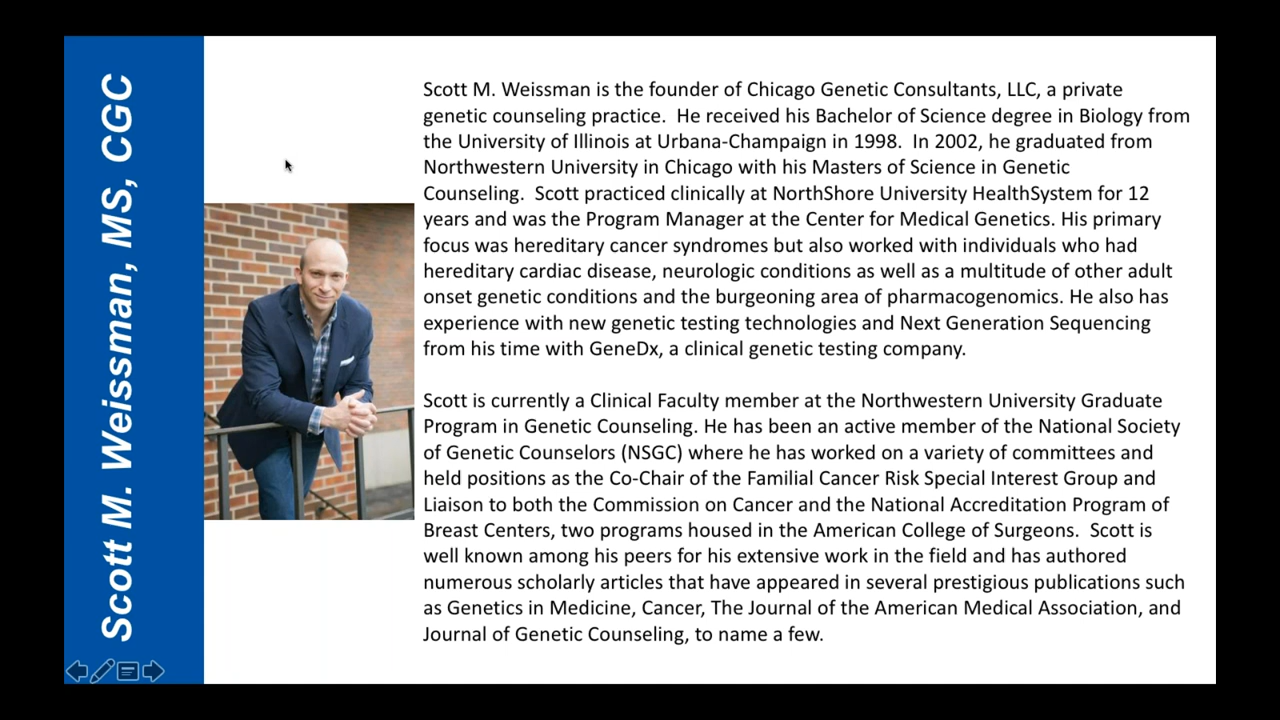 Scott M. Weissman, MS, CGC
Scott M. Weissman is the founder of Chicago Genetic Consultants, LLC, a private
genetic counseling practice.  He received his Bachelor of Science degree in Biology from
the University of Illinois at Urbana-Champaign in 1998.  In 2002, he graduated from
Northwestern University in Chicago with his Masters of Science in Genetic
Counseling.  Scott practiced clinically at NorthShore University HealthSystem for 12
years and was the Program Manager at the Center for Medical Genetics. His primary
focus was hereditary cancer syndromes but also worked with individuals who had
hereditary cardiac disease, neurologic conditions as well as a multitude of other adult
onset genetic conditions and the burgeoning area of pharmacogenomics. He also has
experience with new genetic testing technologies and Next Generation Sequencing
from his time with GeneDx, a clinical genetic testing company.
Scott is currently a Clinical Faculty member at the Northwestern University Graduate
Program in Genetic Counseling. He has been an active member of the National Society
of Genetic Counselors (NSGC) where he has worked on a variety of committees and
held positions as the Co-Chair of the Familial Cancer Risk Special Interest Group and
Liaison to both the Commission on Cancer and the National Accreditation Program of
Breast Centers, two programs housed in the American College of Surgeons.  Scott is
well known among his peers for his extensive work in the field and has authored
numerous scholarly articles that have appeared in several prestigious publications such
as Genetics in Medicine, Cancer, The Journal of the American Medical Association, and
Journal of Genetic Counseling, to name a few.